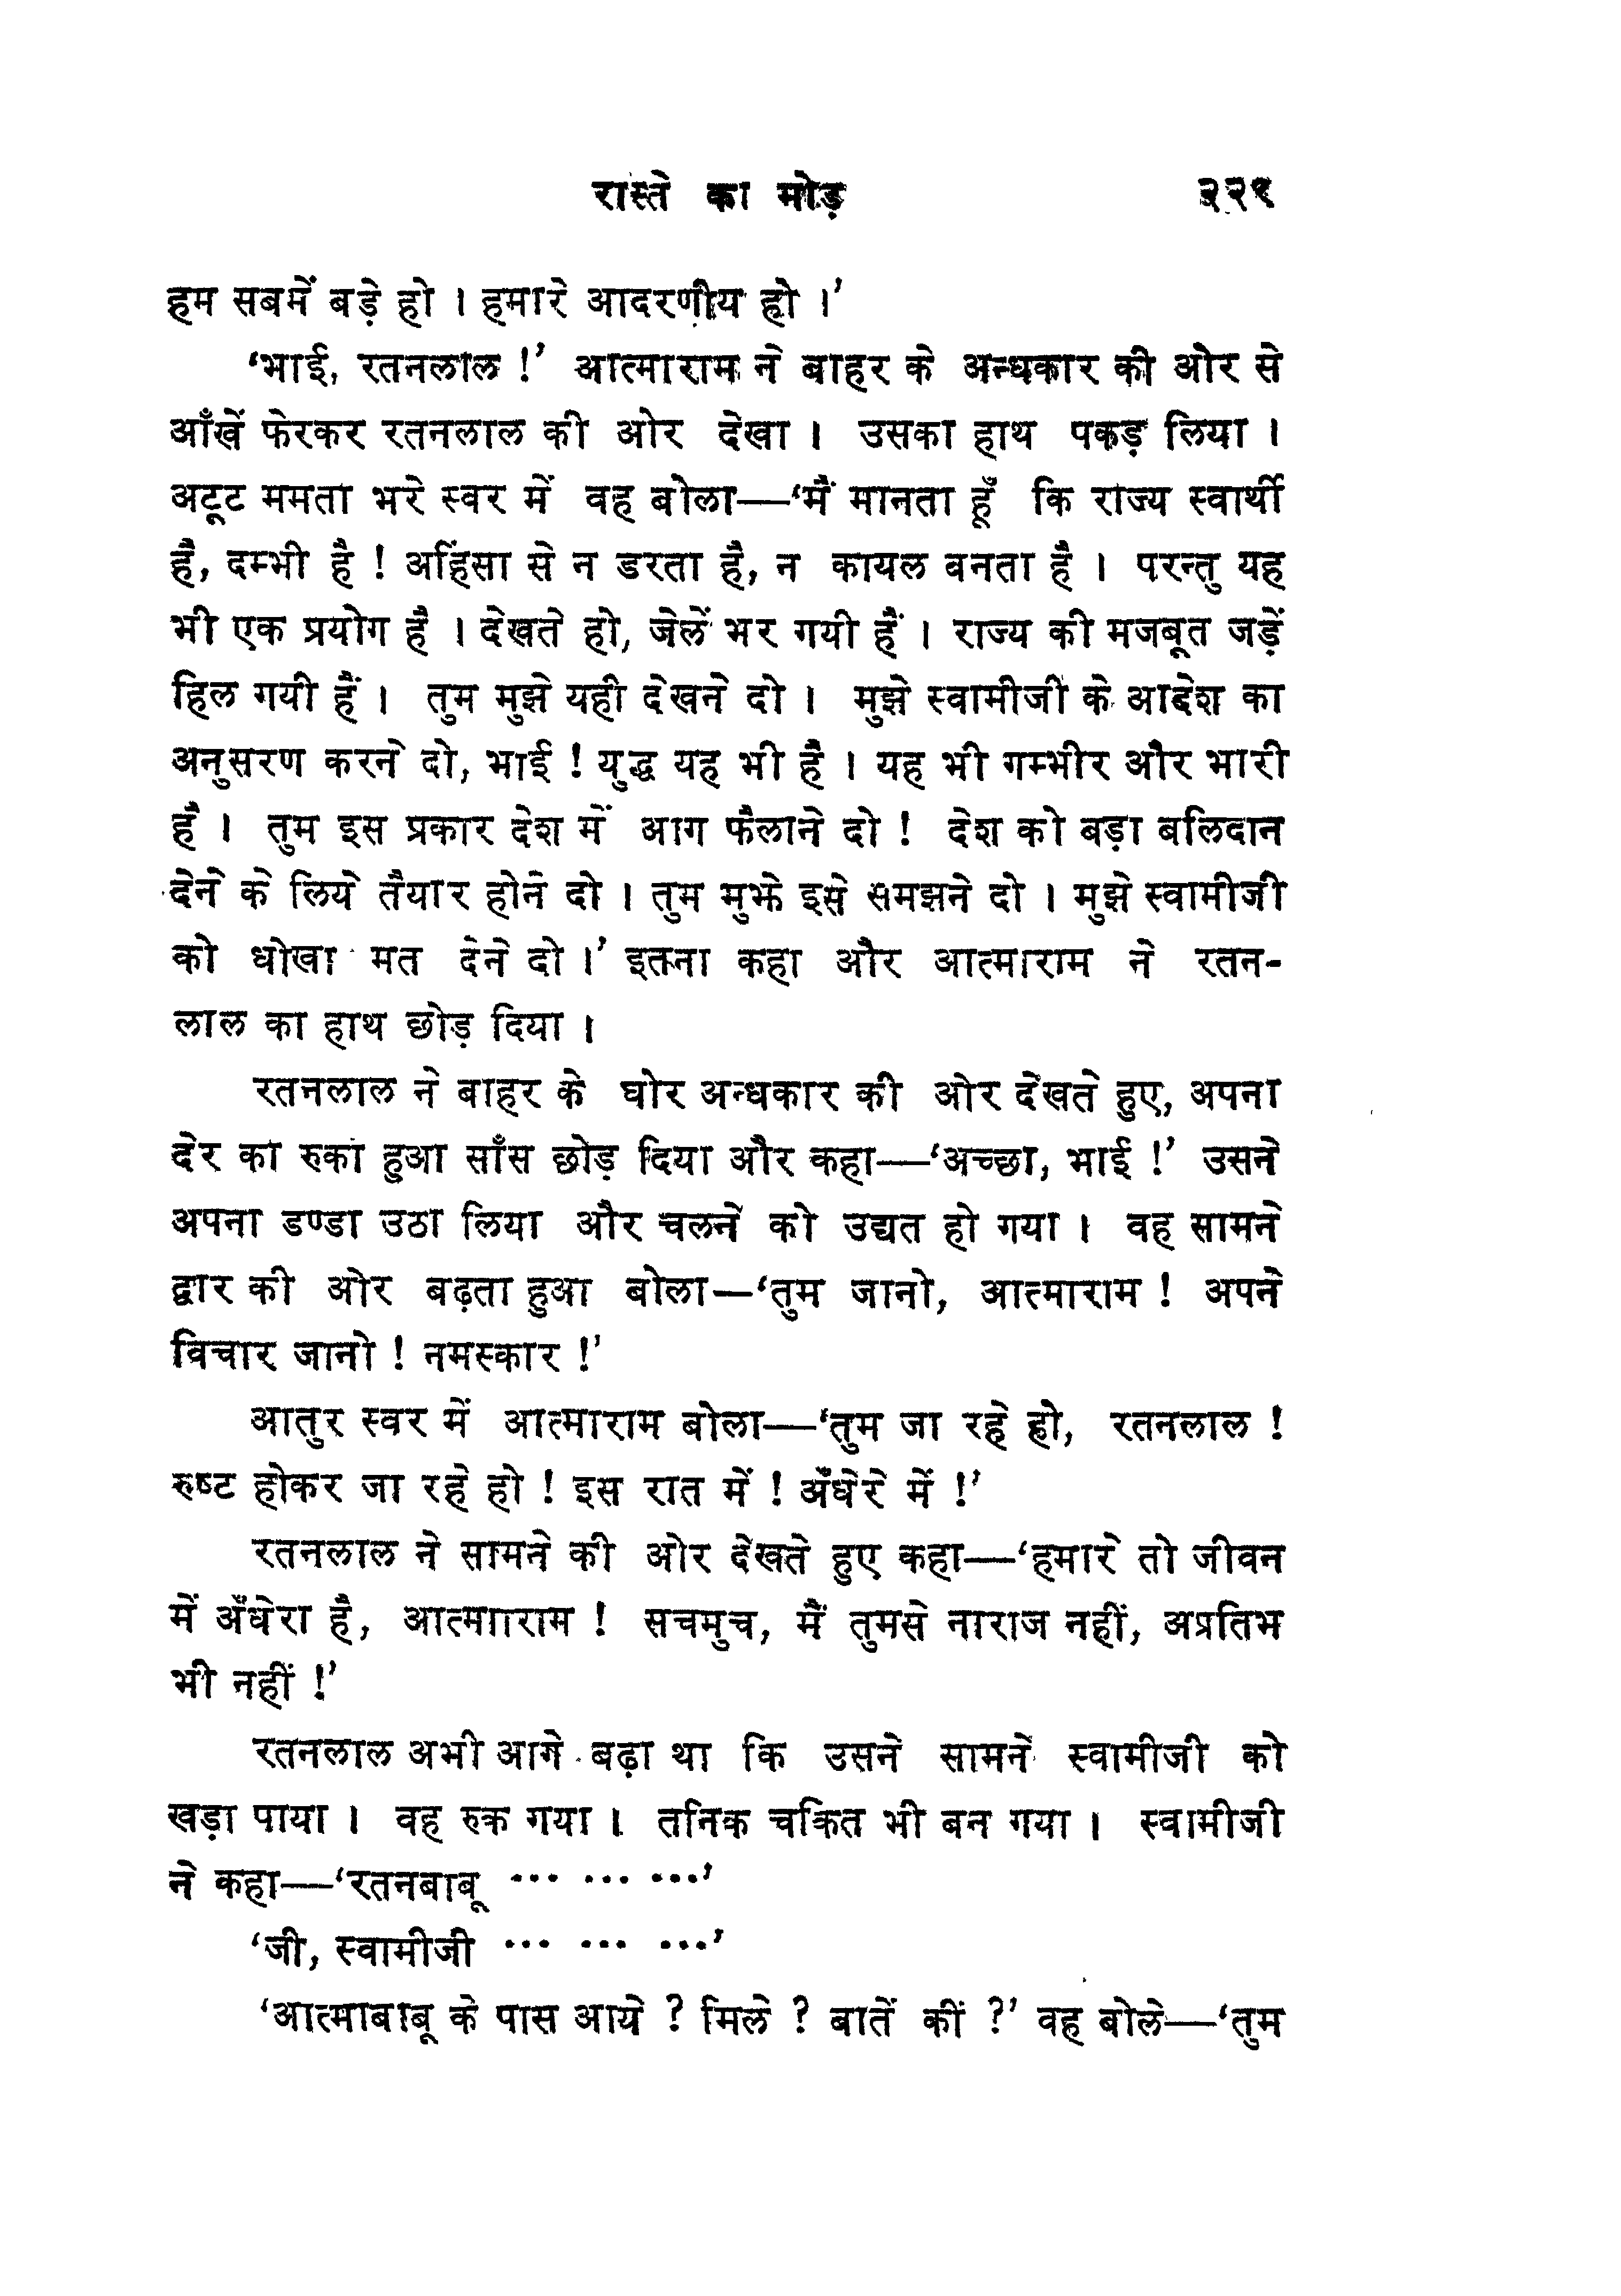 रास्ते का मोड़ २२९
हम सबमें बड़े हो । हमारे आदरणीय हो ।’
‘भाई, रतनलाल !’ आत्माराम ने बाहर के अन्धकार की ओर से
आँखें फेरकर रतनलाल की ओर देखा । उसका हाथ पकड़ लिया ।
अटूट ममता भरे स्वर में वह बोला—‘मैं मानता हूँ कि राज्य स्वार्थी
है, दम्भी है ! अहिंसा से न डरता है, न कायल बनता है । परन्तु यह
भी एक प्रयोग है । देखते हो, जेलें भर गयी हैं । राज्य की मजबूत जड़ें
हिल गयी हैं । तुम मुझे यही देखने दो । मुझे स्वामीजी के आदेश का
अनुसरण करने दो, भाई ! युद्ध यह भी है । यह भी गम्भीर और भारी
है । तुम इस प्रकार देश में आग फैलाने दो ! देश को बड़ा बलिदान
देने के लिये तैयार होने दो । तुम मुझे इसे समझने दो । मुझे स्वामीजी
को धोखा मत देने दो ।’ इतना कहा और आत्माराम ने रतन-
लाल का हाथ छोड़ दिया ।
रतनलाल ने बाहर के घोर अन्धकार की ओर देखते हुए, अपना
देर का रुका हुआ साँस छोड़ दिया और कहा—‘अच्छा, भाई !’ उसने
अपना डण्डा उठा लिया और चलने को उद्यत हो गया । वह सामने
द्वार की ओर बढ़ता हुआ बोला—‘तुम जानो, आत्माराम ! अपने
विचार जानो ! नमस्कार !’
आतुर स्वर में आत्माराम बोला—‘तुम जा रहे हो, रतनलाल !
रुष्ट होकर जा रहे हो ! इस रात में ! अँधेरे में !’
रतनलाल ने सामने की ओर देखते हुए कहा—‘हमारे तो जीवन
में अँधेरा है, आत्मााराम ! सचमुच, मैं तुमसे नाराज नहीं, अप्रतिभ
भी नहीं !’
रतनलाल अभी आगे बढ़ा था कि उसने सामने स्वामीजी को
खड़ा पाया । वह रुक गया । तनिक चकित भी बन गया । स्वामीजी
ने कहा—‘रतनबाबू ··· ··· ···’
‘जी, स्वामीजी ··· ··· ···’
‘आत्माबाबू के पास आये ? मिले ? बातें कीं ?’ वह बोले—‘तुम